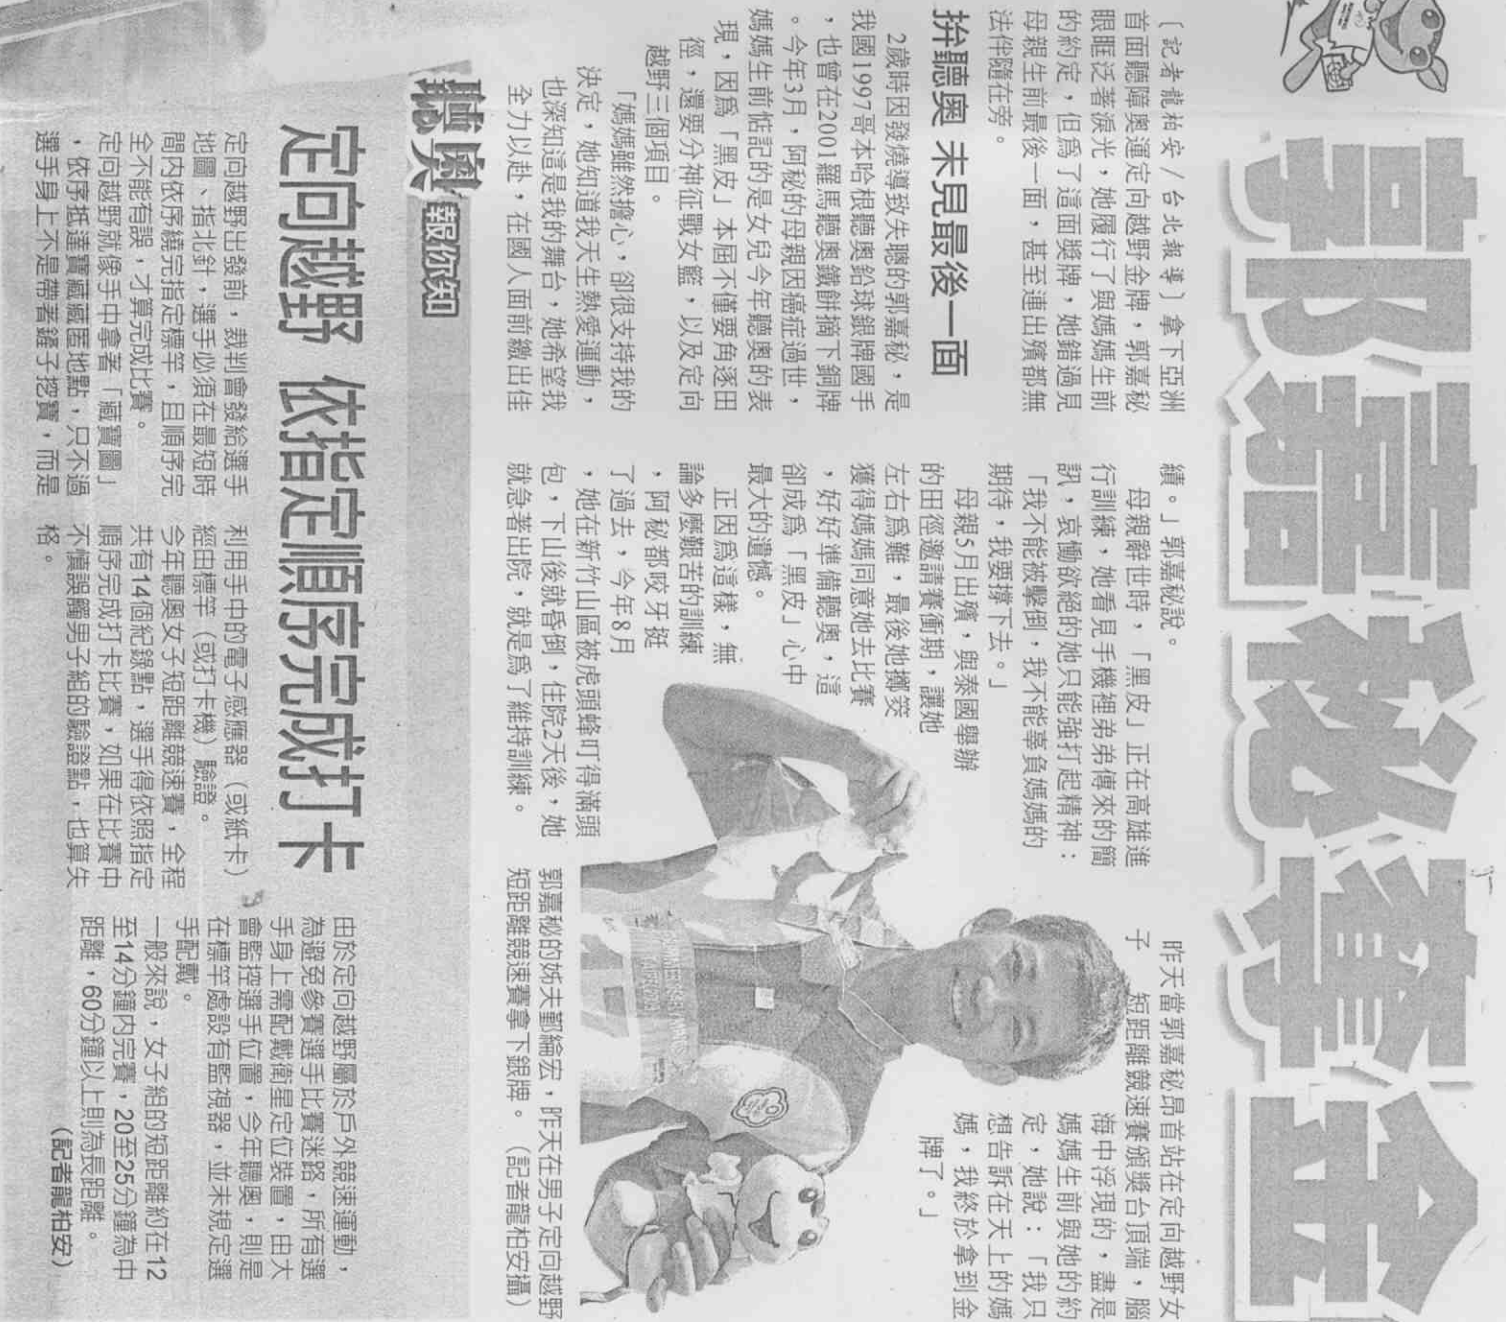 郭嘉秘奪金
〔記者龍柏安/台北報導〕拿下亞洲
首面聽障奧運定向越野金牌,郭嘉秘
眼眶泛著淚光,她履行了與媽媽生前
的約定,但為了這面獎牌,她錯過見
母親生前最後一面,甚至連出殯都無
法伴隨在旁。
拚聽奧 未見最後一面
2歲時因發燒導致失聰的郭嘉秘,是
我國1997哥本哈根聽奧鉛球銀牌國手
,也曾在2001羅馬聽奧鐵餅摘下銅牌
。今年3月,阿秘的母親因癌症過世,
媽媽生前惦記的是女兒今年聽奧的表
現,因為「黑皮」本屆不僅要角逐田
徑,還要分神征戰女籃,以及定向
越野三個項目。
「媽媽雖然擔心,卻很支持我的
決定,她知道我天生熱愛運動,
也深知這是我的舞台,她希望我
全力以赴,在國人面前繳出佳
績。」郭嘉秘說。
母親辭世時,「黑皮」正在高雄進
行訓練,她看見手機裡弟弟傳來的簡
訊,哀慟欲絕的她只能強打起精神:
「我不能被擊倒,我不能辜負媽媽的
期待,我要撐下去。」
母親5月出殯,與泰國舉辦
的田徑邀請賽衝期,讓她
左右為難,最後她擲筊
獲得媽媽同意她去比賽
,好好準備聽奧,這
卻成為「黑皮」心中
最大的遺憾。
正因為這樣,無
論多麼艱苦的訓練
,阿秘都咬牙挺
了過去,今年8月
,她在新竹山區被虎頭蜂叮得滿頭
包,下山後就昏倒,住院2天後,她
就急著出院,就是為了維持訓練。
昨天當郭嘉秘昂首站在定向越野女
子短距離競速賽頒獎台頂端,腦
海中浮現的,盡是
媽媽生前與她的約
定,她說:「我只
想告訴在天上的媽
媽,我終於拿到金
牌了。」
郭嘉秘的姊夫鄞綸宏,昨天在男子定向越野
短距離競速賽拿下銀牌。 (記者龍柏安攝)
聽奧報你知
定向越野 依指定順序完成打卡
定向越野出發前,裁判會發給選手
地圖、指北針,選手必須在最短時
間內依序繞完指定標竿,且順序完
全不能有誤,才算完成比賽。
定向越野就像手中拿著「藏寶圖」
,依序抵達寶藏藏匿地點,只不過
選手身上不是帶著鏟子挖寶,而是
利用手中的電子感應器(或紙卡)
經由標竿(或打卡機)驗證。
今年聽奧女子短距離競速賽,全程
共有14個紀錄點,選手得依照指定
順序完成打卡比賽,如果在比賽中
不慎誤觸男子組的驗證點,也算失
格。
由於定向越野屬於戶外競速運動,
為避免參賽選手比賽迷路,所有選
手身上需配戴衛星定位裝置,由大
會監控選手位置,今年聽奧,則是
在標竿處設有監視器,並未規定選
手配戴。
一般來說,女子組的短距離約在12
至14分鐘內完賽,20至25分鐘為中
距離,60分鐘以上則為長距離。
(記者龍柏安)